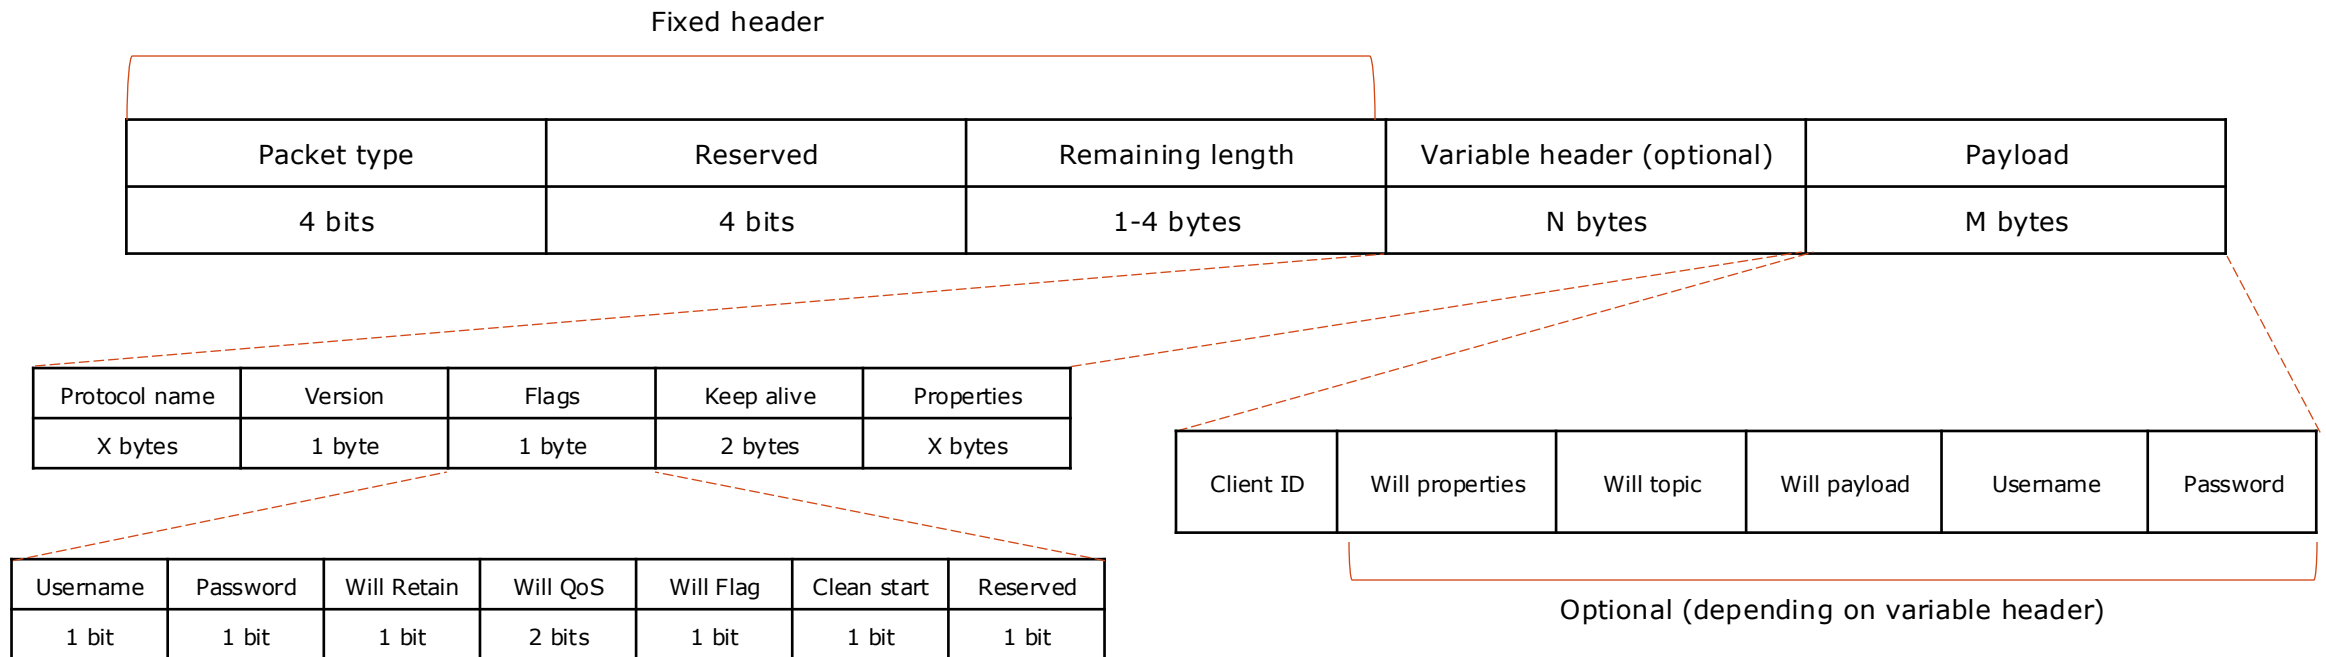 Fixed header
Packet type Reserved Remaining length Variable header (optional) Payload
4 bits 4 bits 1-4 bytes N bytes M bytes
Protocol name Version Flags Keep alive Properties
X bytes 1 byte 1 byte 2 bytes X bytes
Client ID Will properties Will topic Will payload Username Password
Username Password Will Retain Will QoS Will Flag Clean start Reserved
1 bit 1 bit 1 bit 2 bits 1 bit 1 bit 1 bit
Optional (depending on variable header)